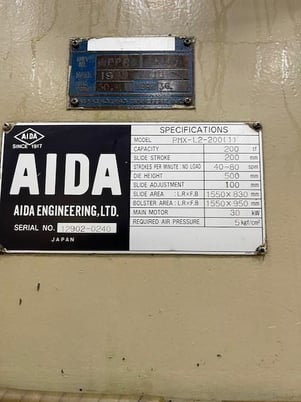 AIDA
SINCE 1917
AIDA
AIDA ENGINEERING, LTD.
SERIAL NO. 12902-0240
JAPAN
SPECIFICATIONS
MODEL PMX-L2-200(1)
CAPACITY 200 tf
SLIDE STROKE 200 mm
STROKES PER MINUTE: NO LOAD 40-80 spm
DIE HEIGHT 500 mm
SLIDE ADJUSTMENT 100 mm
SLIDE AREA : L.R×F.B 1550×830 mm
BOLSTER AREA : L.R×F.B 1550×950 mm
MAIN MOTOR 30 kW
REQUIRED AIR PRESSURE 5 kgf/cm²